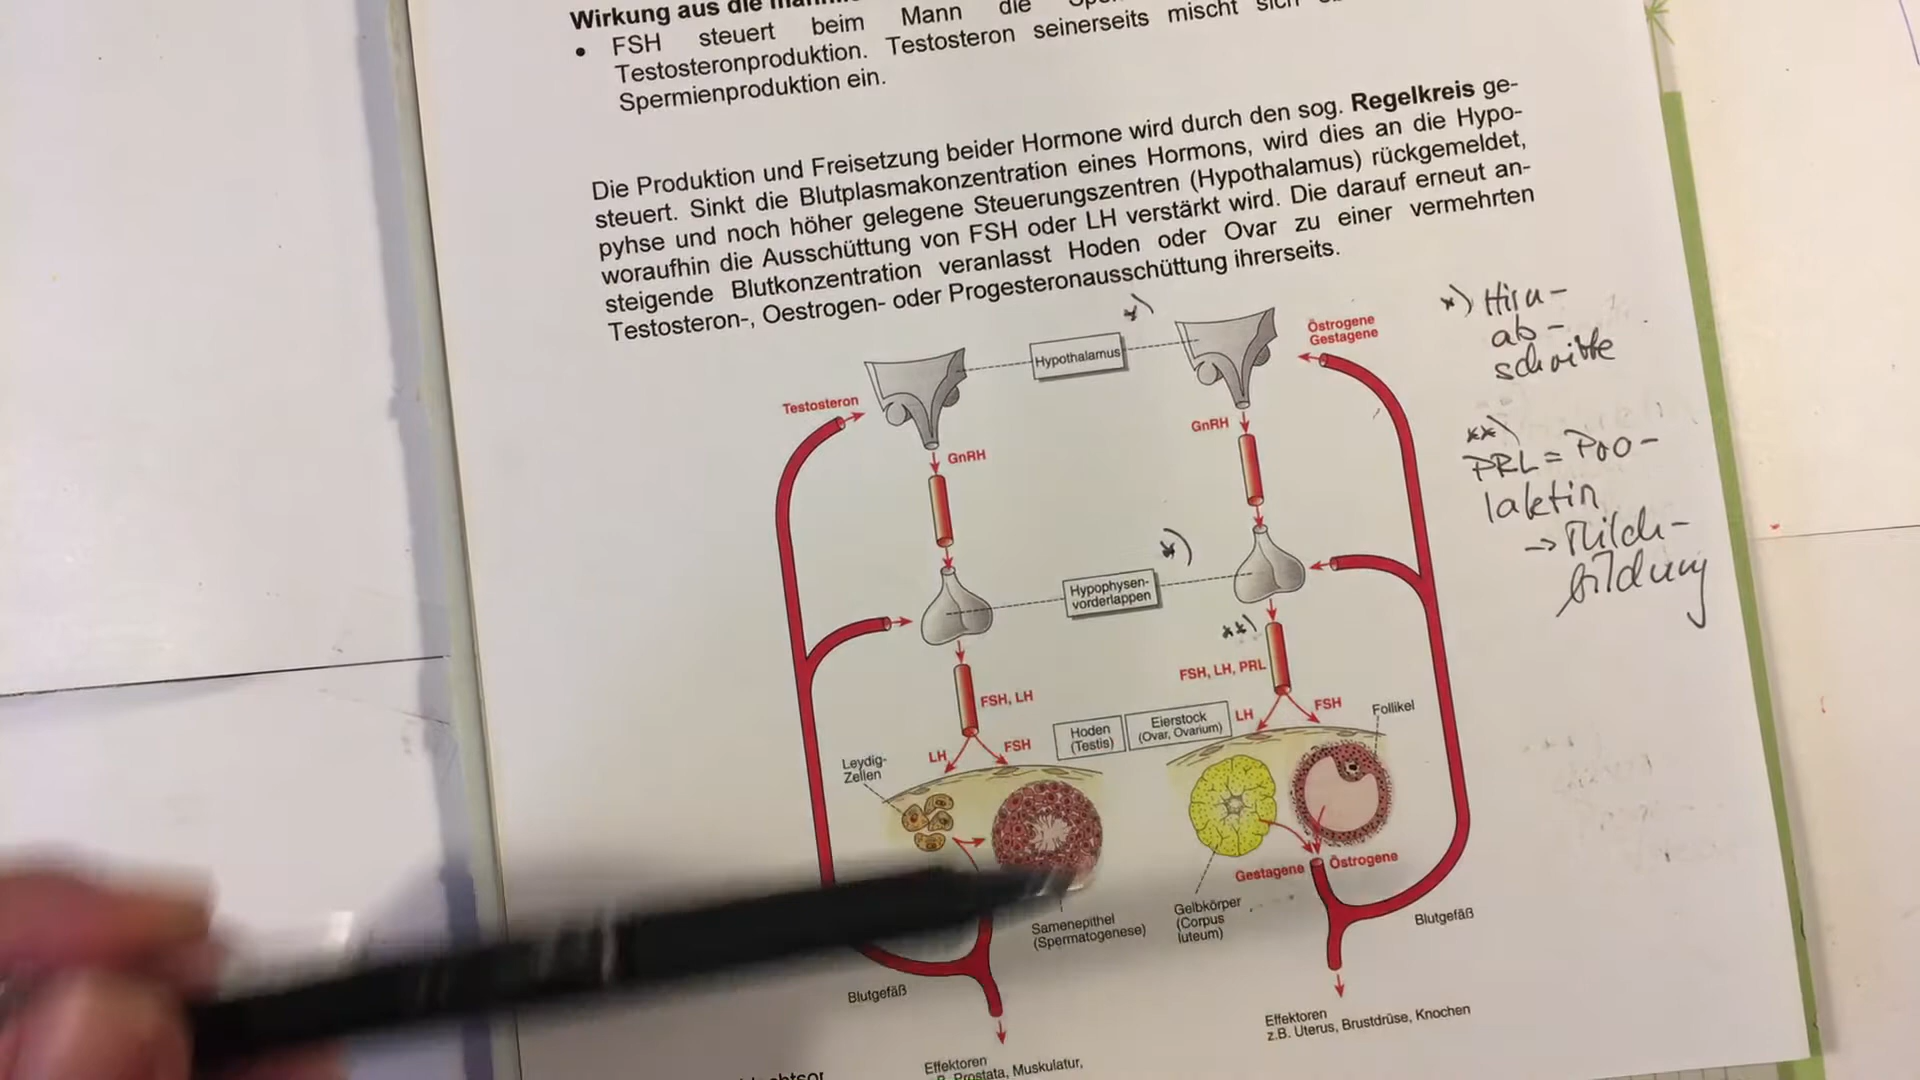 Wirkung aus die
• FSH steuert beim Mann die
Testosteronproduktion. Testosteron seinerseits mischt sich
Spermienproduktion ein.
Die Produktion und Freisetzung beider Hormone wird durch den sog. Regelkreis ge-
steuert. Sinkt die Blutplasmakonzentration eines Hormons, wird dies an die Hypo-
pyhse und noch höher gelegene Steuerungszentren (Hypothalamus) rückgemeldet,
woraufhin die Ausschüttung von FSH oder LH verstärkt wird. Die darauf erneut an-
steigende Blutkonzentration veranlasst Hoden oder Ovar zu einer vermehrten
Testosteron-, Oestrogen- oder Progesteronausschüttung ihrerseits.
*)
Hypothalamus
Östrogene
Gestagene
*) Hirn-
ab-
schnitte
Testosteron
GnRH
GnRH
**)
PRL = Pro-
laktin
→ Milch-
bildung
*)
Hypophysen-
vorderlappen
**)
FSH, LH
FSH, LH, PRL
LH
FSH
Hoden
(Testis)
Eierstock
(Ovar, Ovarium)
LH
FSH
Follikel
Leydig-
Zellen
Gestagene
Östrogene
Samenepithel
(Spermatogenese)
Gelbkörper
(Corpus
luteum)
Blutgefäß
Blutgefäß
Effektoren
z.B. Uterus, Brustdrüse, Knochen
Effektoren
Prostata, Muskulatur,